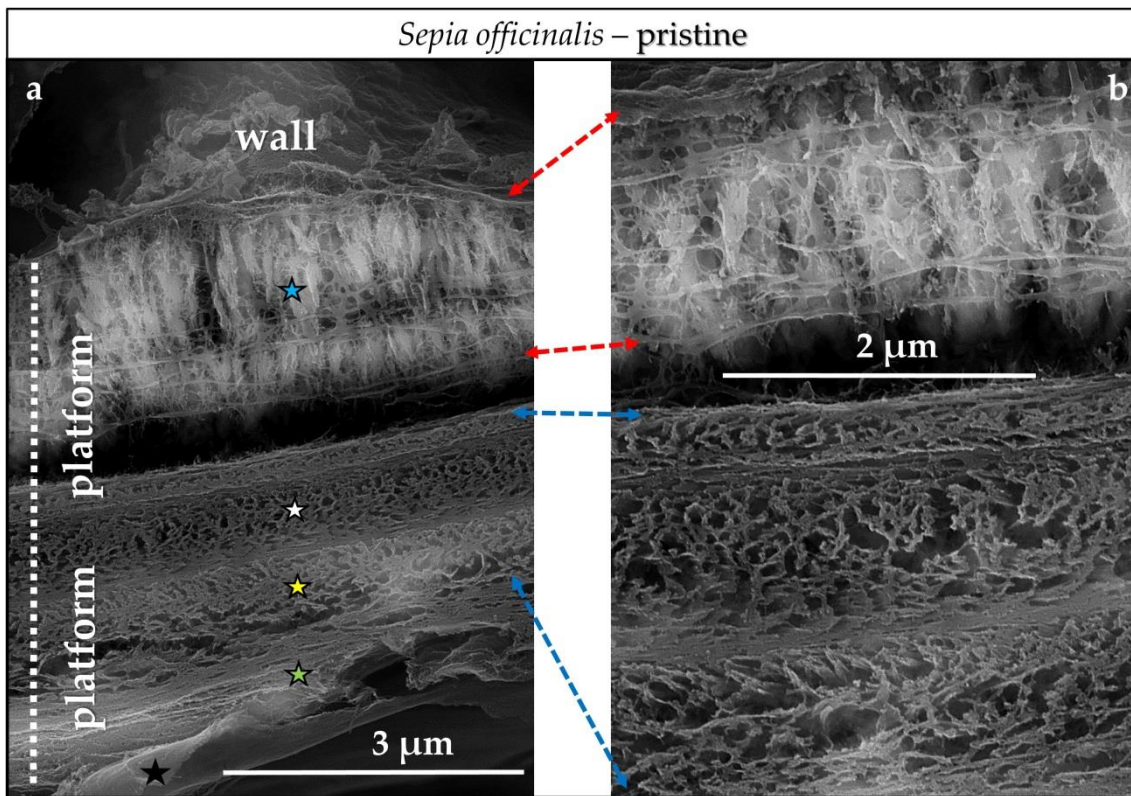 Sepia officinalis – pristine
a
wall
platform
platform
3 μm
b
2 μm